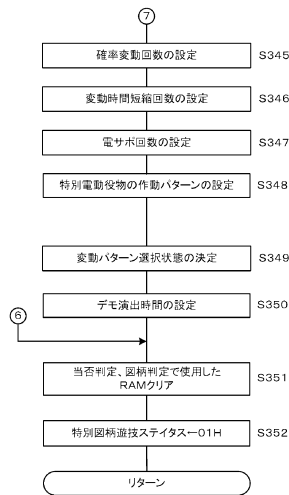 ⑦
確率変動回数の設定 S345
変動時間短縮回数の設定 S346
電サポ回数の設定 S347
特別電動役物の作動パターンの設定 S348
変動パターン選択状態の決定 S349
デモ演出時間の設定 S350
⑥
当否判定、図柄判定で使用した
RAMクリア S351
特別図柄遊技ステイタス←01H S352
リターン